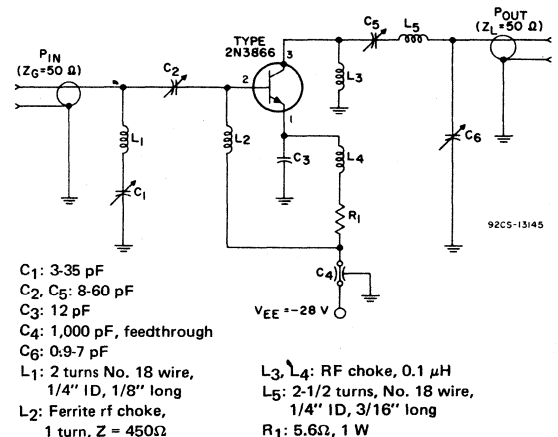 TYPE
2N3866
PIN
(ZG=50 Ω)
C2
2
3
1
C5
L5
POUT
(ZL=50 Ω)
L3
L1
L2
C3
L4
C6
C1
R1
92CS-13145
C4
VEE=-28 V
C1: 3-35 pF
C2, C5: 8-60 pF
C3: 12 pF
C4: 1,000 pF, feedthrough
C6: 0.9-7 pF
L1: 2 turns No. 18 wire,
1/4" ID, 1/8" long
L2: Ferrite rf choke,
1 turn, Z = 450Ω
L3, L4: RF choke, 0.1 μH
L5: 2-1/2 turns, No. 18 wire,
1/4" ID, 3/16" long
R1: 5.6Ω, 1 W